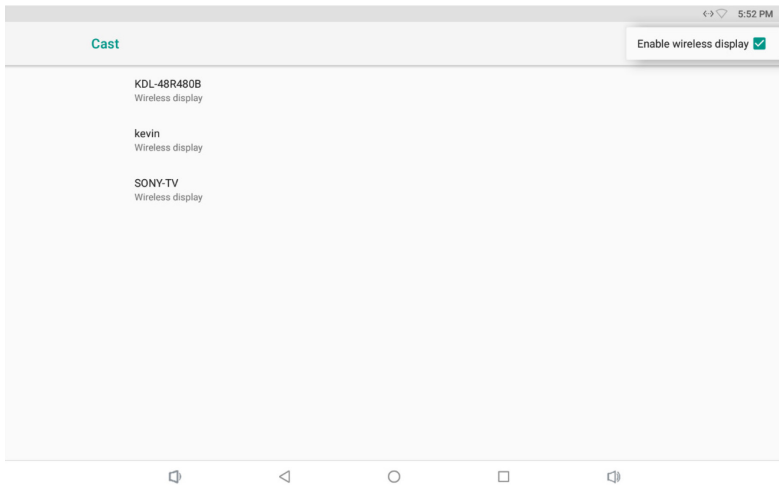 5:52 PM
Cast
Enable wireless display
KDL-48R480B
Wireless display
kevin
Wireless display
SONY-TV
Wireless display